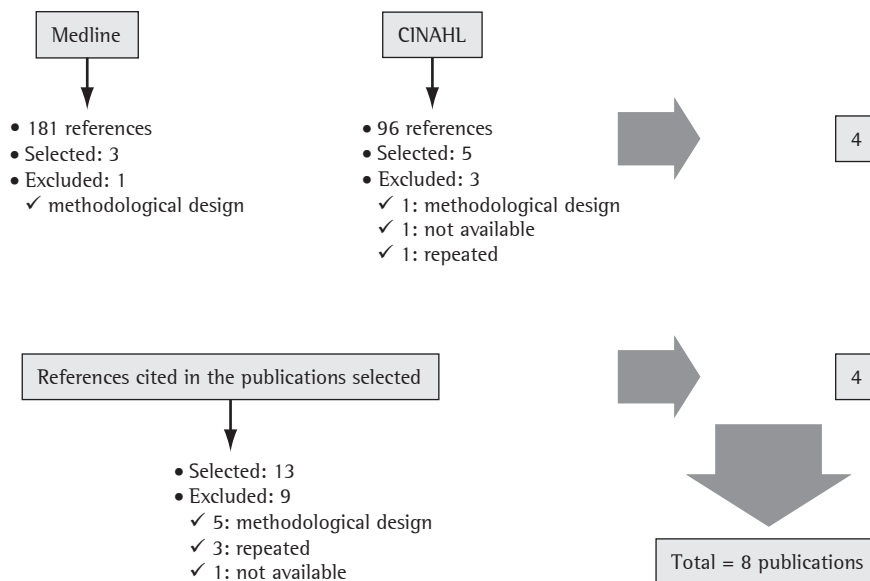 Medline
• 181 references
• Selected: 3
• Excluded: 1
✓ methodological design
CINAHL
• 96 references
• Selected: 5
• Excluded: 3
✓ 1: methodological design
✓ 1: not available
✓ 1: repeated
4
References cited in the publications selected
• Selected: 13
• Excluded: 9
✓ 5: methodological design
✓ 3: repeated
✓ 1: not available
4
Total = 8 publications